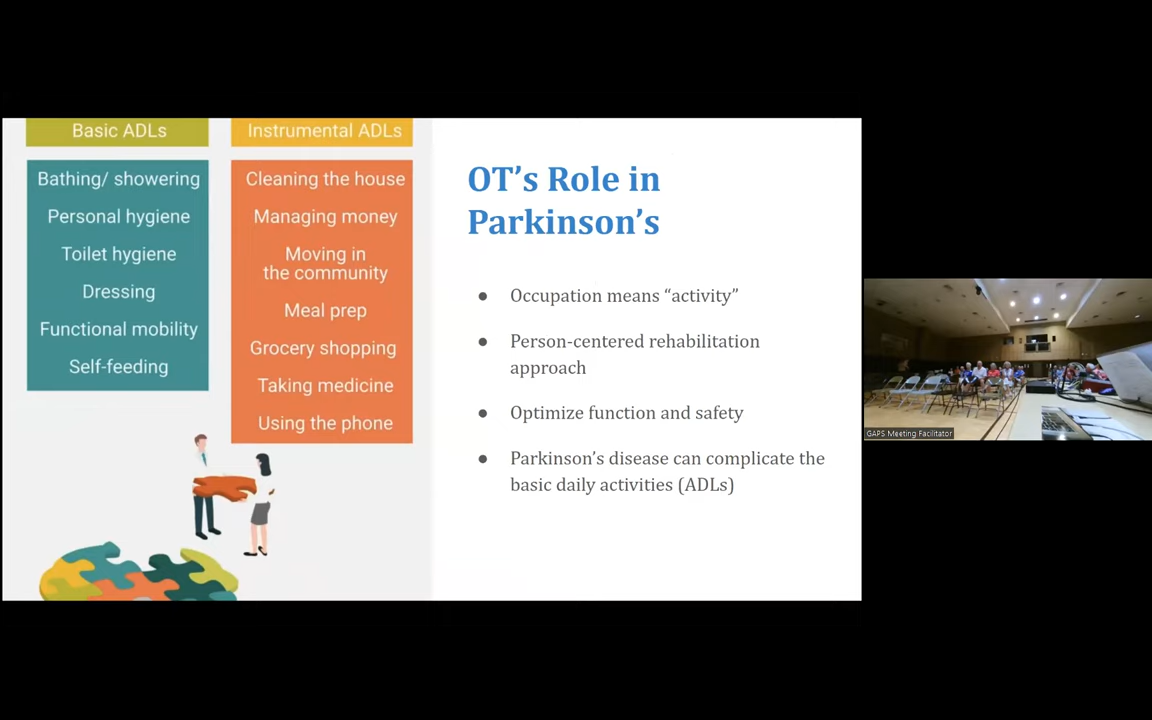 Basic ADLs
Bathing/ showering
Personal hygiene
Toilet hygiene
Dressing
Functional mobility
Self-feeding
Instrumental ADLs
Cleaning the house
Managing money
Moving in
the community
Meal prep
Grocery shopping
Taking medicine
Using the phone
OT’s Role in
Parkinson’s
● Occupation means “activity”
● Person-centered rehabilitation
approach
● Optimize function and safety
● Parkinson’s disease can complicate the
basic daily activities (ADLs)
GAPS Meeting Facilitator